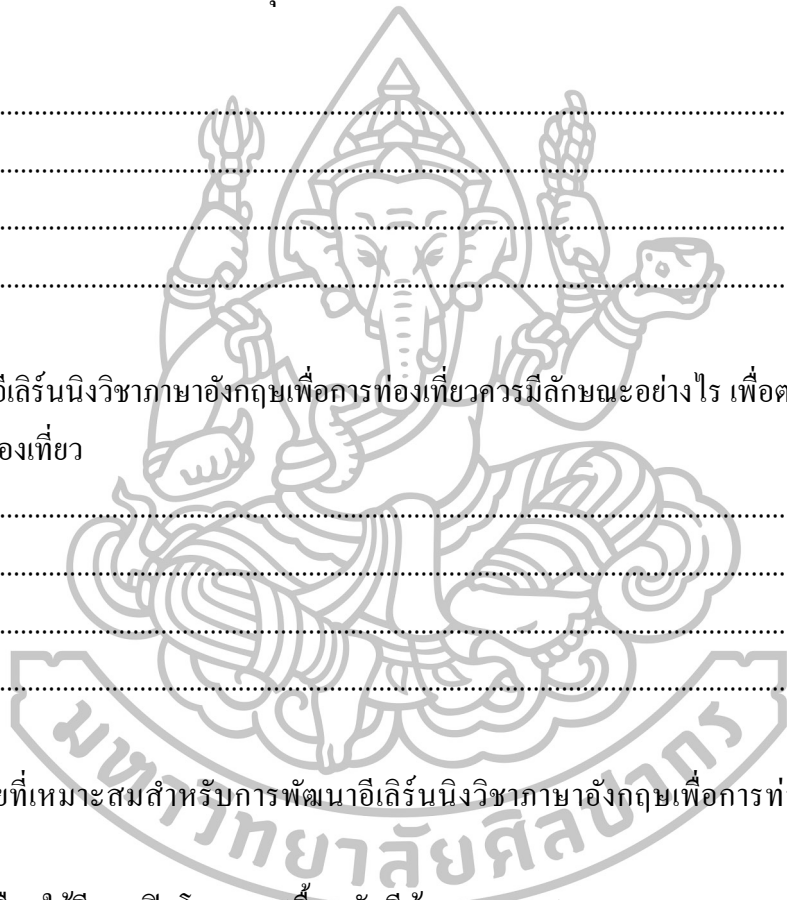 ................................................................................
................................................................................
................................................................................
................................................................................
อีเลิร์นนิงวิชาภาษาอังกฤษเพื่อการท่องเที่ยวควรมีลักษณะอย่างไร เพื่อต
องเที่ยว
................................................................................
................................................................................
................................................................................
................................................................................
ยที่เหมาะสมสำหรับการพัฒนาอีเลิร์นนิงวิชาภาษาอังกฤษเพื่อการท่
มหาวิทยาลัยศิลปากร